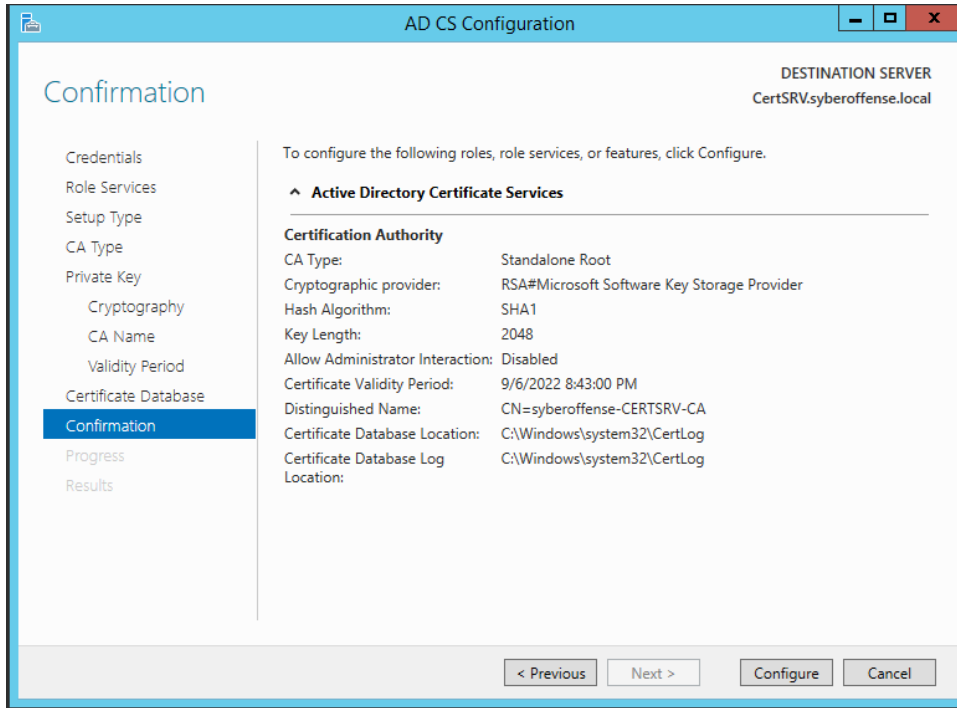 AD CS Configuration
Confirmation
DESTINATION SERVER
CertSRV.syberoffense.local
Credentials
Role Services
Setup Type
CA Type
Private Key
Cryptography
CA Name
Validity Period
Certificate Database
Confirmation
Progress
Results
To configure the following roles, role services, or features, click Configure.
Active Directory Certificate Services
Certification Authority
CA Type: Standalone Root
Cryptographic provider: RSA#Microsoft Software Key Storage Provider
Hash Algorithm: SHA1
Key Length: 2048
Allow Administrator Interaction: Disabled
Certificate Validity Period: 9/6/2022 8:43:00 PM
Distinguished Name: CN=syberoffense-CERTSRV-CA
Certificate Database Location: C:\Windows\system32\CertLog
Certificate Database Log C:\Windows\system32\CertLog
Location:
< Previous Next > Configure Cancel